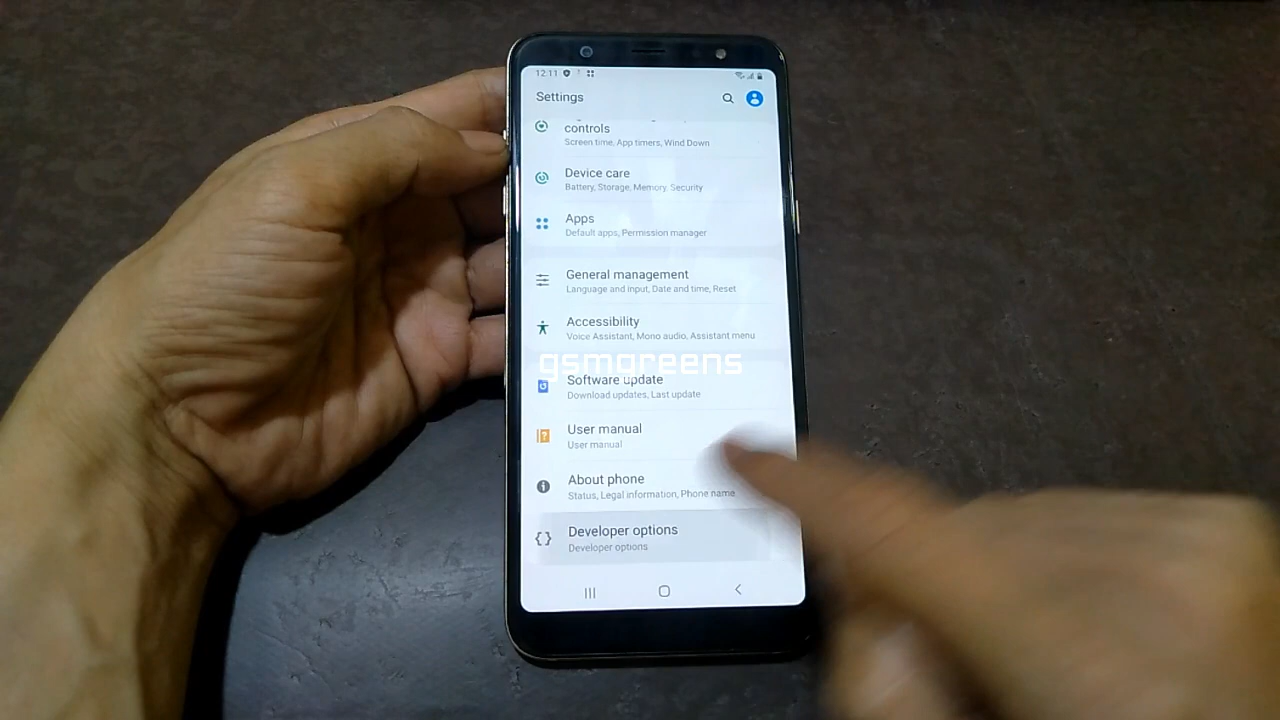 12:11
Settings
controls
Screen time, App timers, Wind Down
Device care
Battery, Storage, Memory, Security
Apps
Default apps, Permission manager
General management
Language and input, Date and time, Reset
Accessibility
Voice Assistant, Mono audio, Assistant menu
gsmgreens
Software update
Download updates, Last update
User manual
User manual
About phone
Status, Legal information, Phone name
Developer options
Developer options